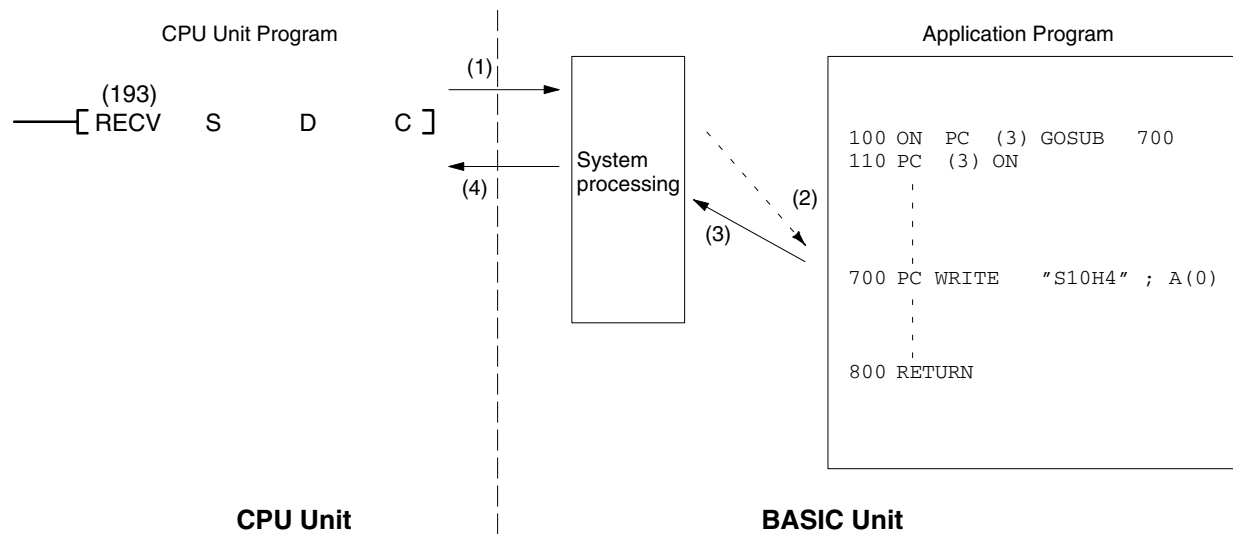 CPU Unit Program
(193)
[ RECV S D C ]
(1)
(4)
System
processing
(2)
(3)
Application Program
100 ON PC (3) GOSUB 700
110 PC (3) ON
700 PC WRITE ″S10H4″ ; A(0)
800 RETURN
CPU Unit
BASIC Unit